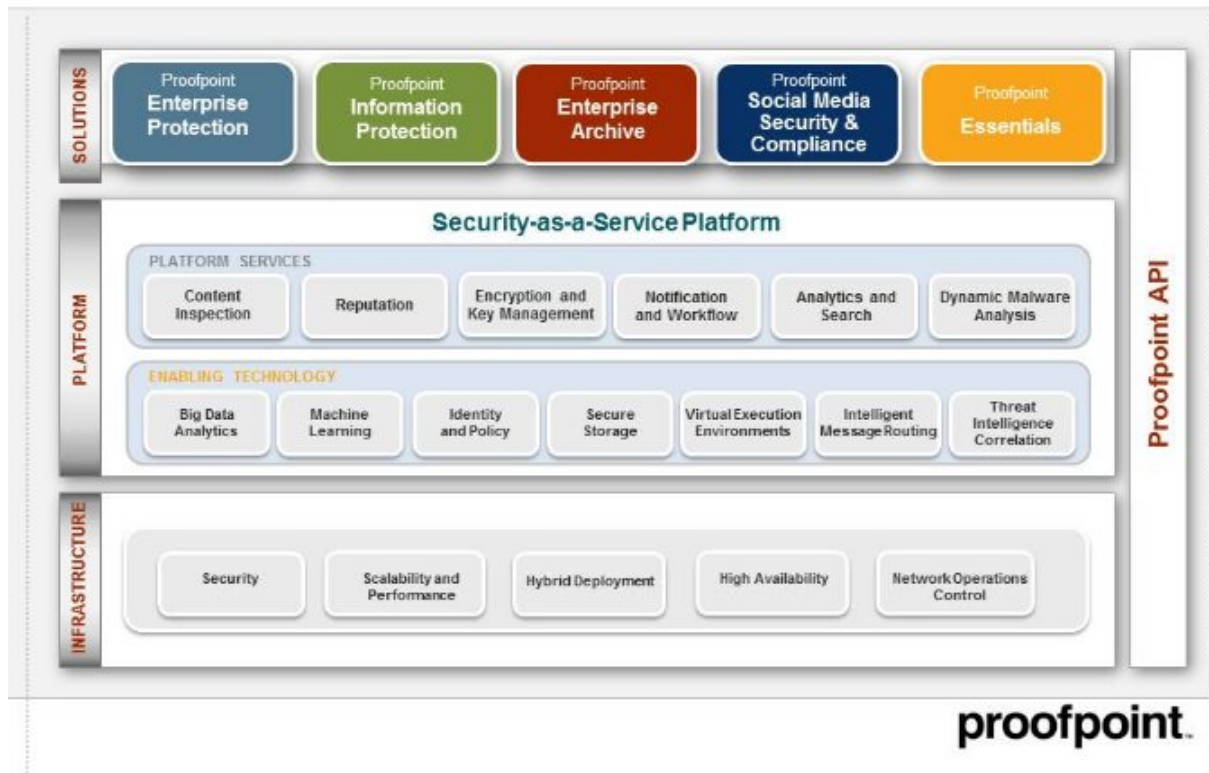 SOLUTIONS
Proofpoint
Enterprise
Protection
Proofpoint
Information
Protection
Proofpoint
Enterprise
Archive
Proofpoint
Social Media
Security &
Compliance
Proofpoint
Essentials
PLATFORM
Security-as-a-Service Platform
PLATFORM SERVICES
Content
Inspection
Reputation
Encryption and
Key Management
Notification
and Workflow
Analytics and
Search
Dynamic Malware
Analysis
ENABLING TECHNOLOGY
Big Data
Analytics
Machine
Learning
Identity
and Policy
Secure
Storage
Virtual Execution
Environments
Intelligent
Message Routing
Threat
Intelligence
Correlation
INFRASTRUCTURE
Security
Scalability and
Performance
Hybrid Deployment
High Availability
Network Operations
Control
Proofpoint API
proofpoint™